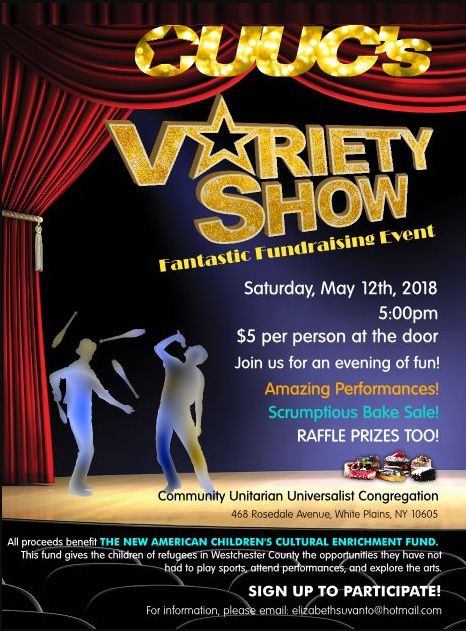 CUUC's
VARIETY
SHOW
Fantastic Fundraising Event
Saturday, May 12th, 2018
5:00pm
$5 per person at the door
Join us for an evening of fun!
Amazing Performances!
Scrumptious Bake Sale!
RAFFLE PRIZES TOO!
Community Unitarian Universalist Congregation
468 Rosedale Avenue, White Plains, NY 10605
All proceeds benefit THE NEW AMERICAN CHILDREN'S CULTURAL ENRICHMENT FUND.
This fund gives the children of refugees in Westchester County the opportunities they have not
had to play sports, attend performances, and explore the arts.
SIGN UP TO PARTICIPATE!
For information, please email: elizabethsuvanto@hotmail.com